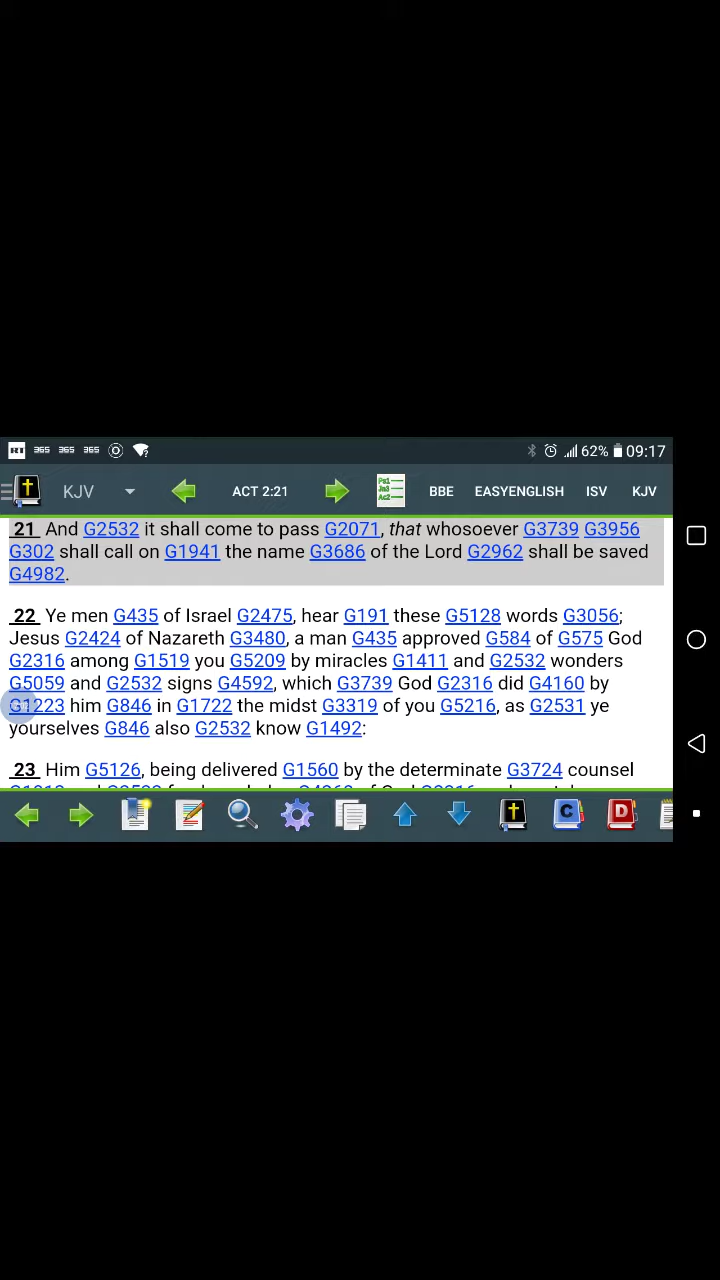 RT 365 365 365 62% 09:17
KJV ACT 2:21 BBE EASYENGLISH ISV KJV
21 And G2532 it shall come to pass G2071, that whosoever G3739 G3956
G302 shall call on G1941 the name G3686 of the Lord G2962 shall be saved
G4982.
22 Ye men G435 of Israel G2475, hear G191 these G5128 words G3056;
Jesus G2424 of Nazareth G3480, a man G435 approved G584 of G575 God
G2316 among G1519 you G5209 by miracles G1411 and G2532 wonders
G5059 and G2532 signs G4592, which G3739 God G2316 did G4160 by
G1223 him G846 in G1722 the midst G3319 of you G5216, as G2531 ye
yourselves G846 also G2532 know G1492:
23 Him G5126, being delivered G1560 by the determinate G3724 counsel
C D